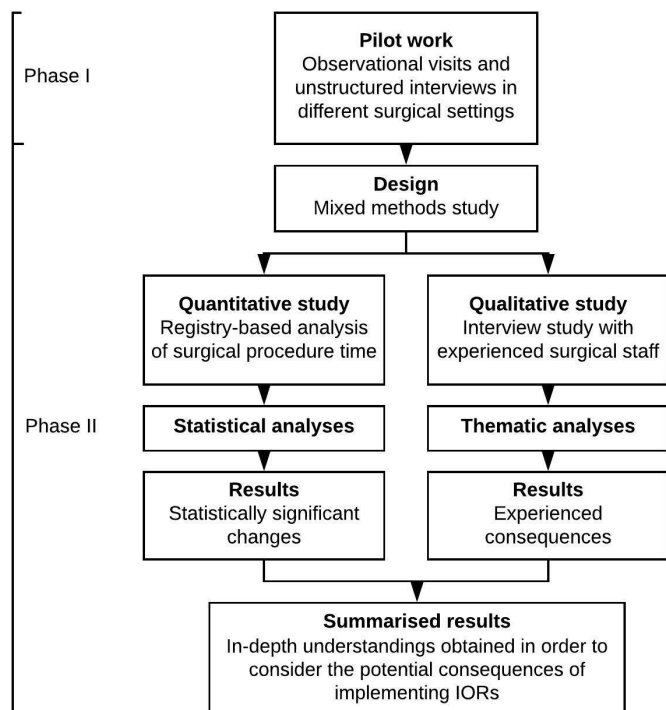 Phase I
Pilot work
Observational visits and
unstructured interviews in
different surgical settings
Phase II
Design
Mixed methods study
Quantitative study
Registry-based analysis
of surgical procedure time
Qualitative study
Interview study with
experienced surgical staff
Statistical analyses
Thematic analyses
Results
Statistically significant
changes
Results
Experienced
consequences
Summarised results
In-depth understandings obtained in order to
consider the potential consequences of
implementing IORs